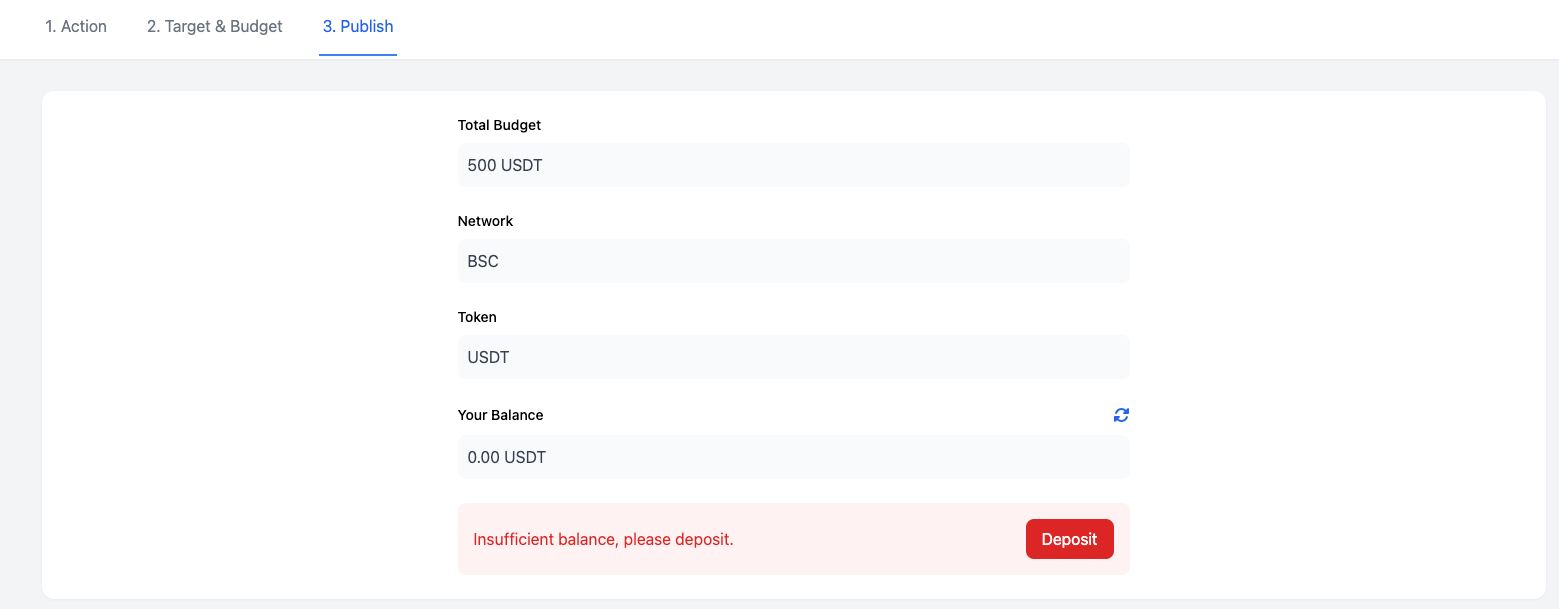 1. Action
2. Target & Budget
3. Publish
Total Budget
500 USDT
Network
BSC
Token
USDT
Your Balance
0.00 USDT
Insufficient balance, please deposit.
Deposit